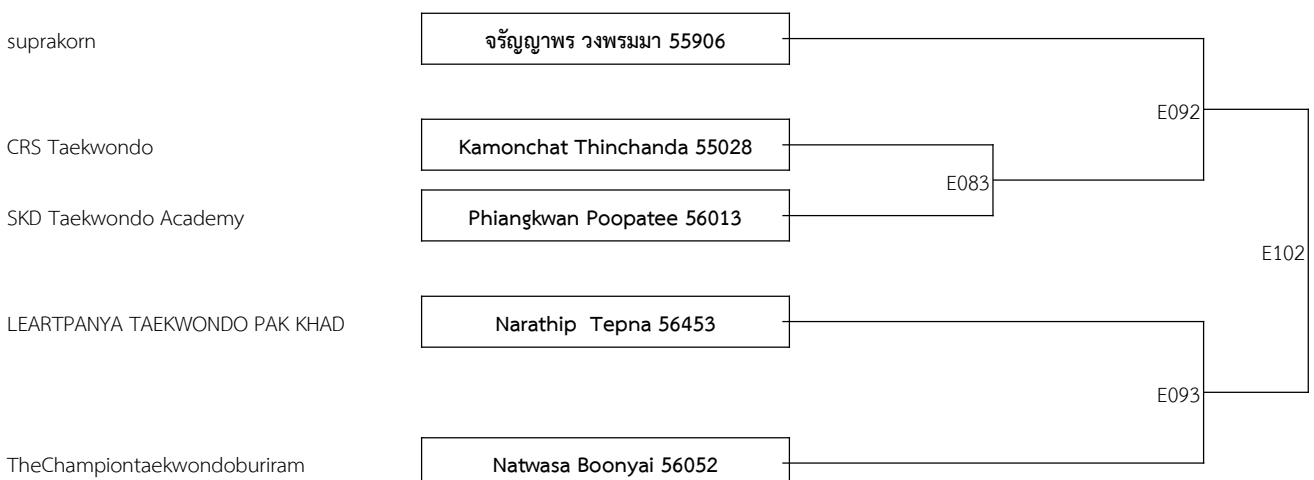 suprakorn จรัญญาพร วงพรมมา 55906
E092
CRS Taekwondo Kamonchat Thinchanda 55028
E083
SKD Taekwondo Academy Phiangkwan Poopatee 56013
E102
LEARTPANYA TAEKWONDO PAK KHAD Narathip Tepna 56453
E093
TheChampiontaekwondoburiram Natwasa Boonyai 56052